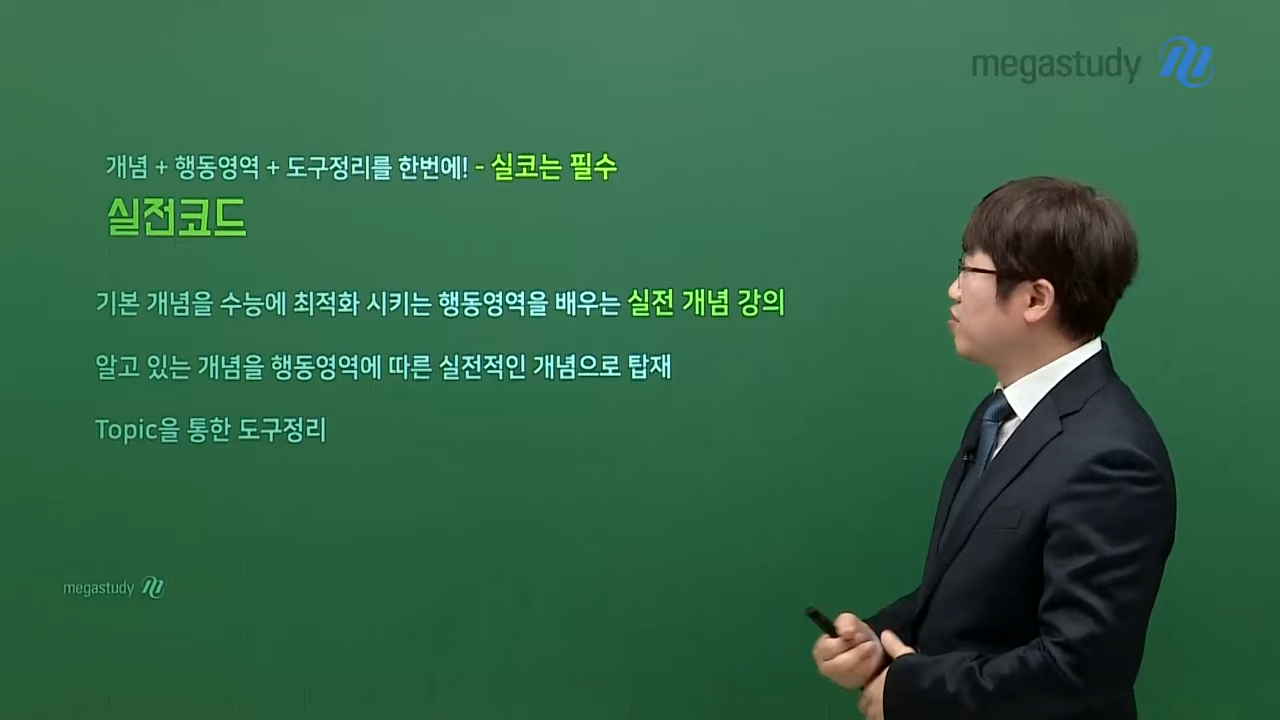 megastudy
개념 + 행동영역 + 도구정리를 한번에! - 실코는 필수
실전코드
기본 개념을 수능에 최적화 시키는 행동영역을 배우는 실전 개념 강의
알고 있는 개념을 행동영역에 따른 실전적인 개념으로 탑재
Topic을 통한 도구정리
megastudy